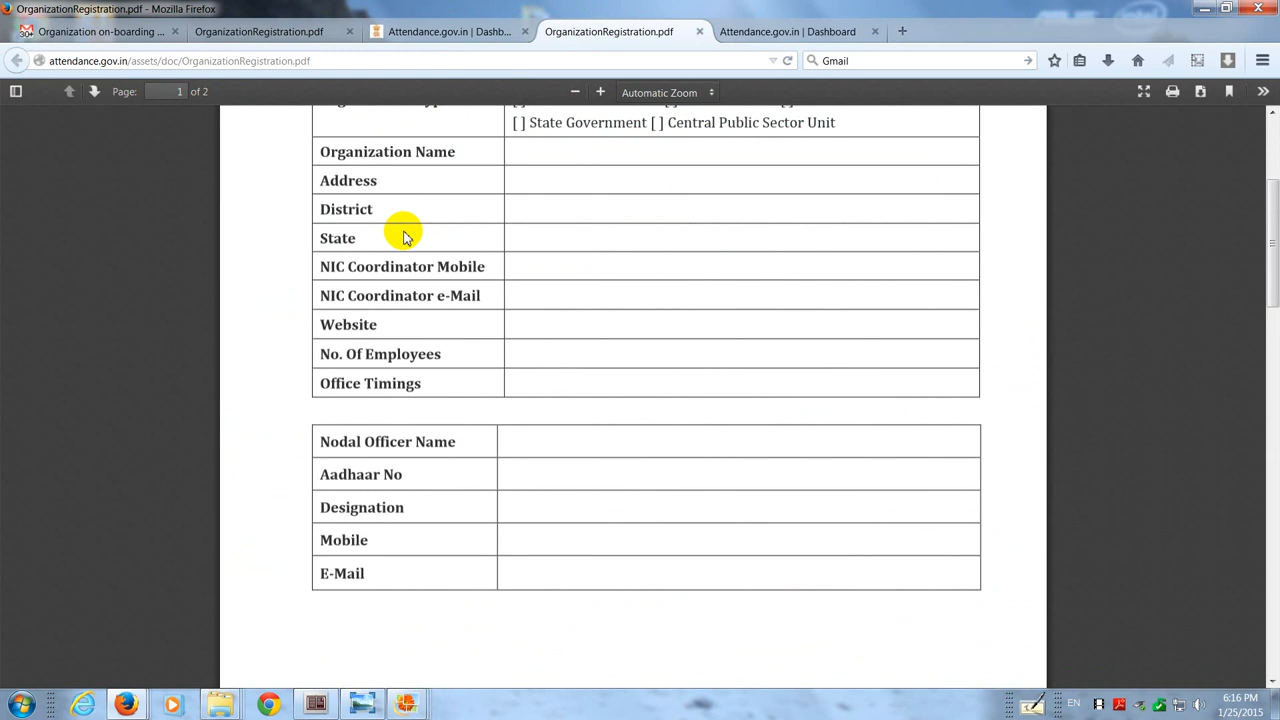 OrganizationRegistration.pdf - Mozilla Firefox
30+ Organization on-boarding ... × OrganizationRegistration.pdf × Attendance.gov.in | Dashb... × OrganizationRegistration.pdf × Attendance.gov.in | Dashboard ×
attendance.gov.in/assets/doc/OrganizationRegistration.pdf Gmail
Page: 1 of 2 Automatic Zoom
[ ] State Government [ ] Central Public Sector Unit
Organization Name
Address
District
State
NIC Coordinator Mobile
NIC Coordinator e-Mail
Website
No. Of Employees
Office Timings
Nodal Officer Name
Aadhaar No
Designation
Mobile
E-Mail
EN 6:16 PM
1/25/2015